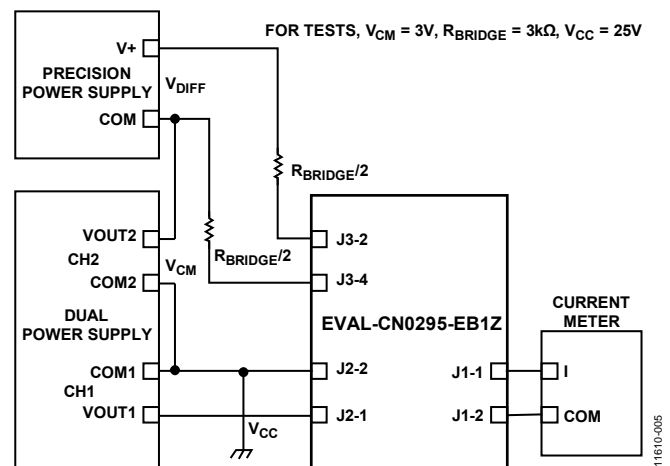 FOR TESTS, VCM = 3V, RBRIDGE = 3kΩ, VCC = 25V
V+
PRECISION
POWER SUPPLY
VDIFF
COM
RBRIDGE/2
VOUT2
J3-2
CH2
VCM
RBRIDGE/2
COM2
J3-4
DUAL
POWER SUPPLY
EVAL-CN0295-EB1Z
CURRENT
METER
COM1
J2-2
J1-1
I
CH1
VOUT1
VCC
J2-1
J1-2
COM
11610-005